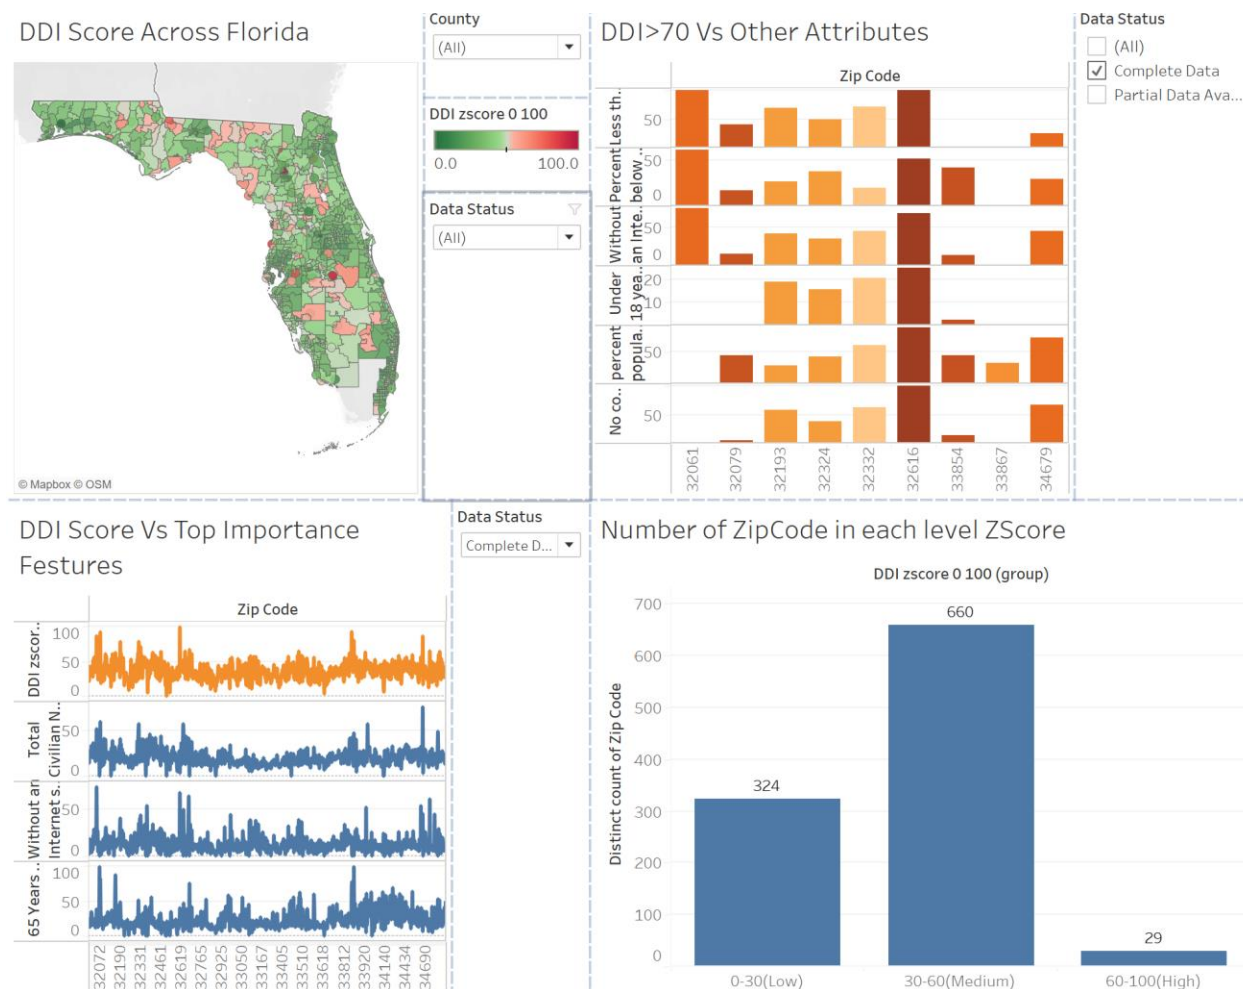 DDI Score Across Florida
County
(All)
DDI zscore 0 100
0.0 100.0
Data Status
(All)
© Mapbox © OSM
DDI>70 Vs Other Attributes
Zip Code
Less th..
50
Percent
below ..
50
0
Without
an Inte..
50
0
Under
18 yea..
20
10
percent
popula..
50
No co..
50
32061 32079 32193 32324 32332 32616 33854 33867 34679
Data Status
(All)
Complete Data
Partial Data Ava...
DDI Score Vs Top Importance
Festures
Data Status
Complete D...
Zip Code
DDI zscor..
100
50
0
Total
Civilian N..
50
0
Without an
Internet s..
50
0
65 Years ..
100
50
0
32072 32190 32331 32461 32619 32765 32925 33050 33167 33405 33510 33618 33812 33920 34140 34434 34690
Number of ZipCode in each level ZScore
DDI zscore 0 100 (group)
Distinct count of Zip Code
700
600
500
400
300
200
100
0
324
660
29
0-30(Low) 30-60(Medium) 60-100(High)